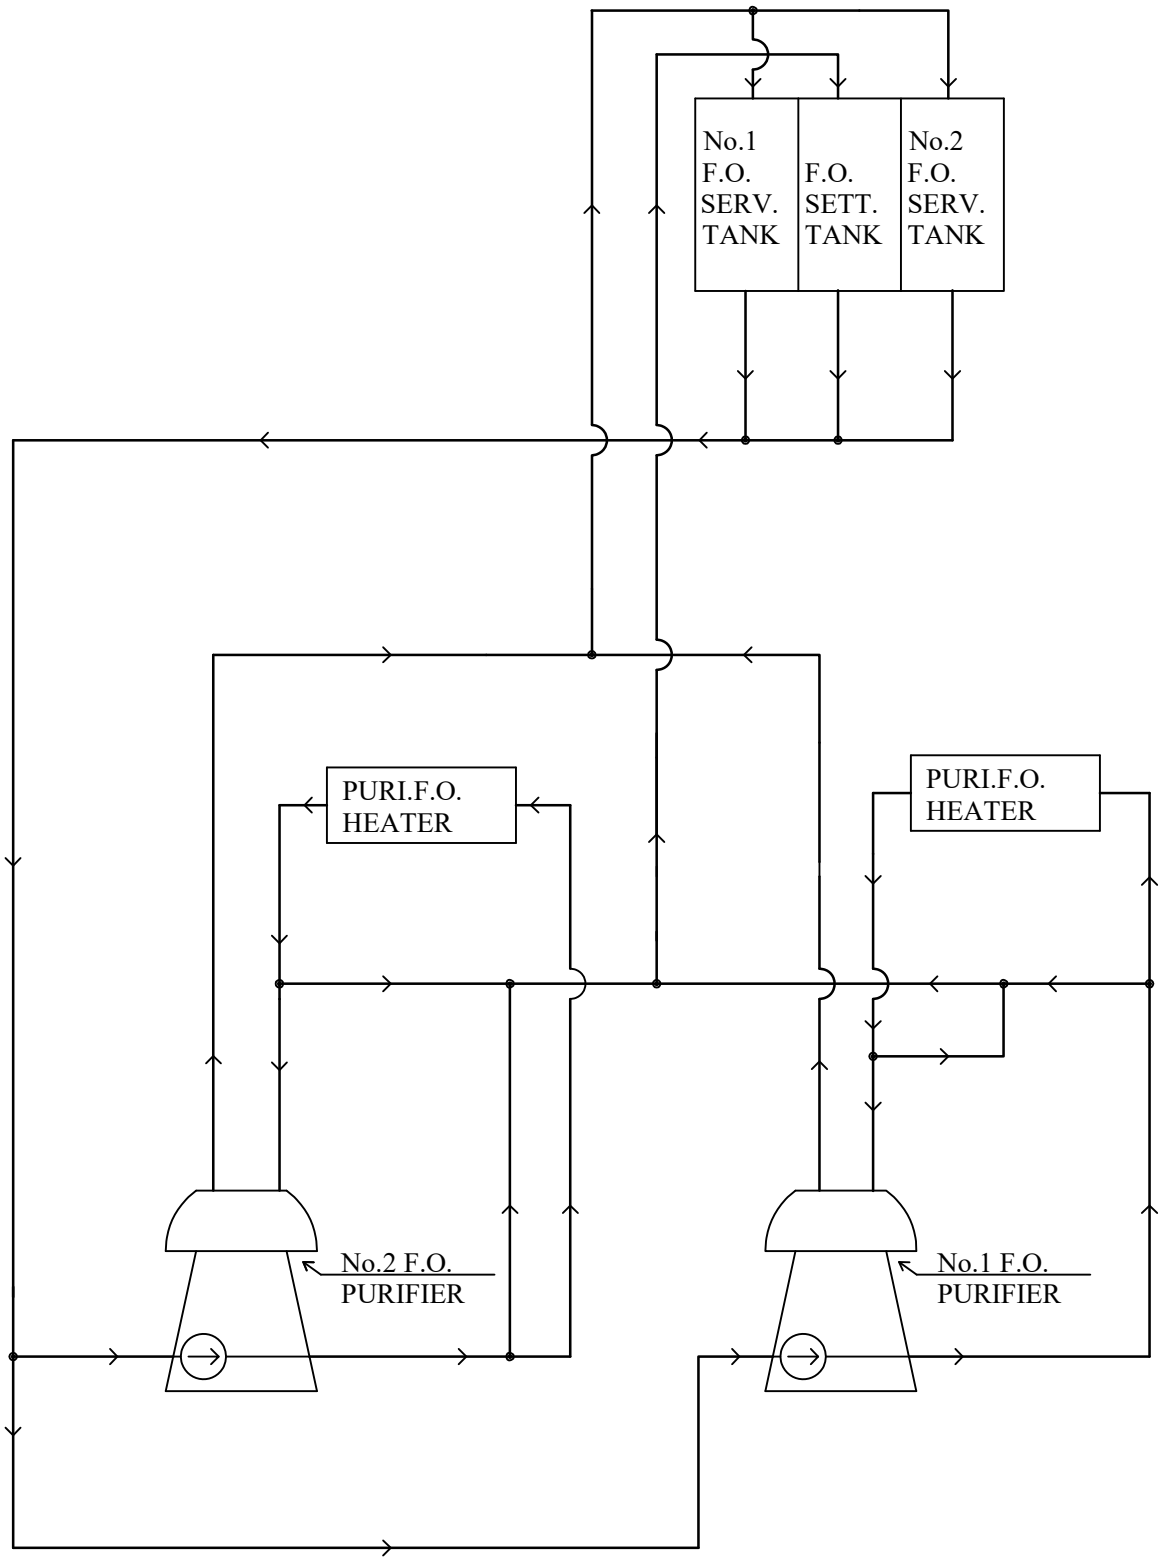 No.1
F.O.
SERV.
TANK
F.O.
SETT.
TANK
No.2
F.O.
SERV.
TANK
PURI.F.O.
HEATER
PURI.F.O.
HEATER
No.2 F.O.
PURIFIER
No.1 F.O.
PURIFIER